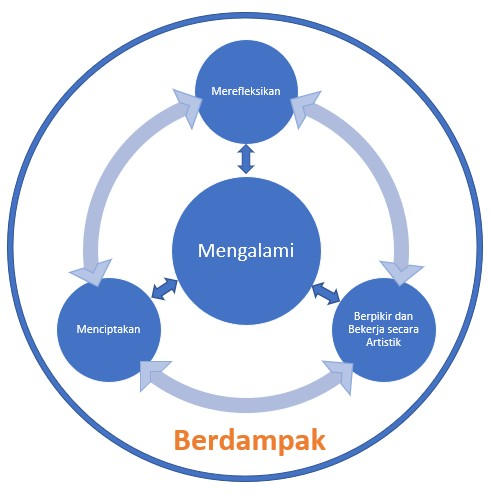 Merefleksikan
Mengalami
Menciptakan
Berpikir dan
Bekerja secara
Artistik
Berdampak